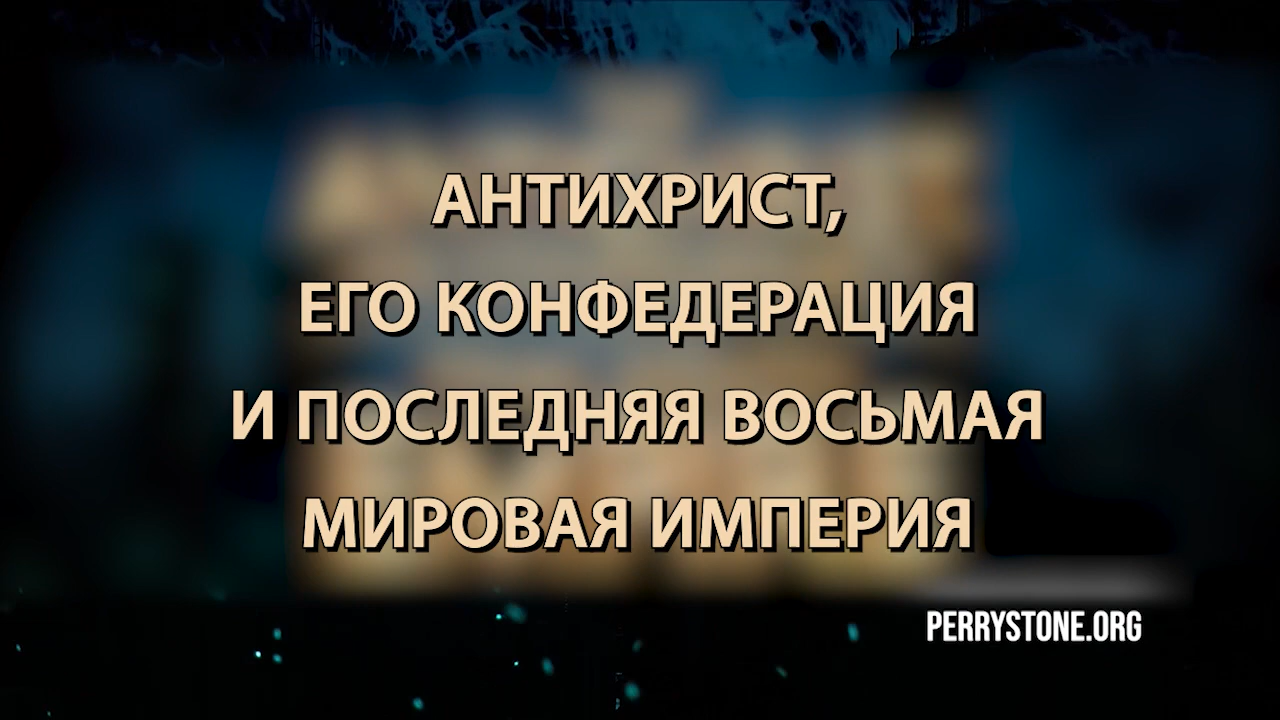 АНТИХРИСТ,
ЕГО КОНФЕДЕРАЦИЯ
И ПОСЛЕДНЯЯ ВОСЬМАЯ
МИРОВАЯ ИМПЕРИЯ
PERRYSTONE.ORG